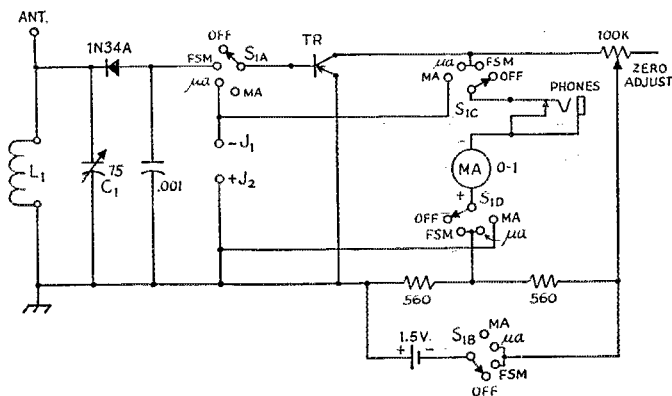 ANT.
1N34A
OFF
S1A
TR
100K
FSM
μa
MA
μa
FSM
OFF
MA
S1C
ZERO
ADJUST
PHONES
-J1
+J2
L1
75
C1
.001
-
MA
0-1
+
S1D
OFF
MA
FSM
μa
560
560
1.5V.
+
-
S1B
MA
μa
FSM
OFF